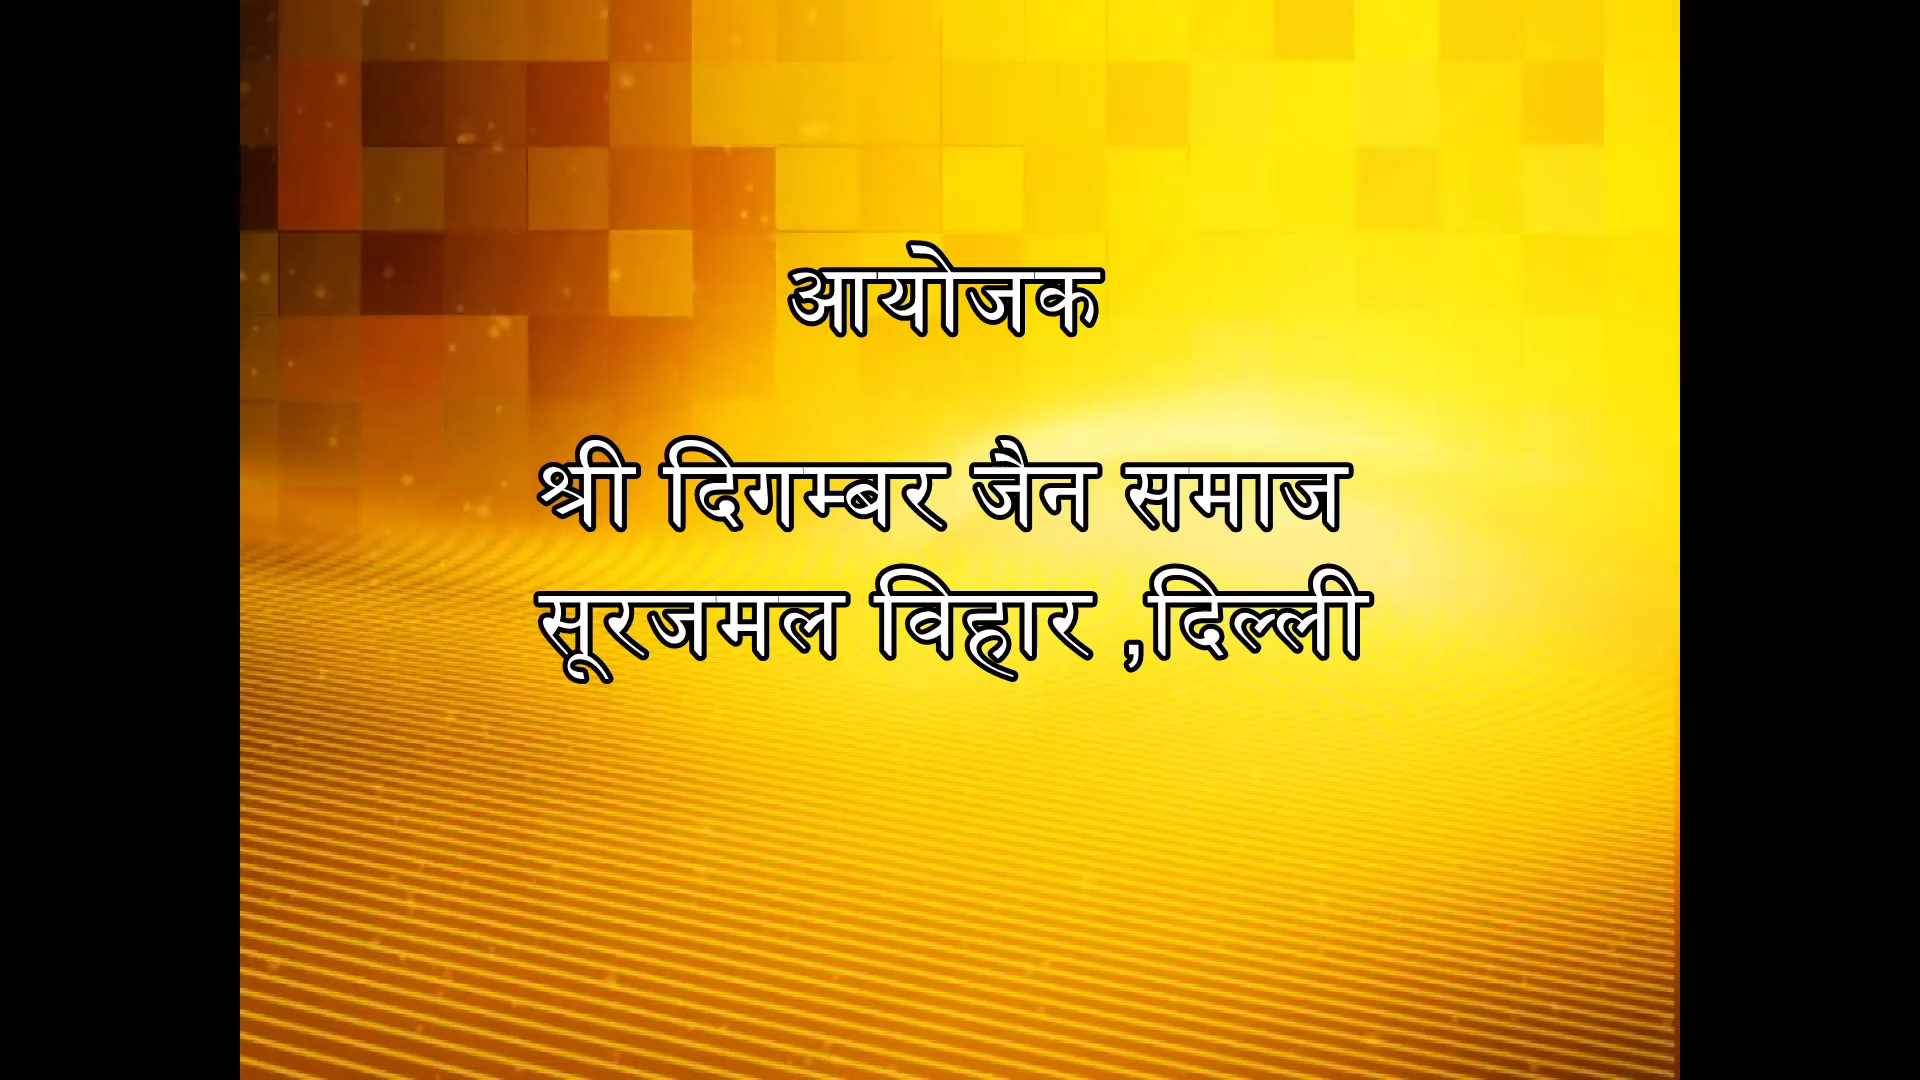 आयोजक
श्री दिगम्बर जैन समाज
सूरजमल विहार ,दिल्ली